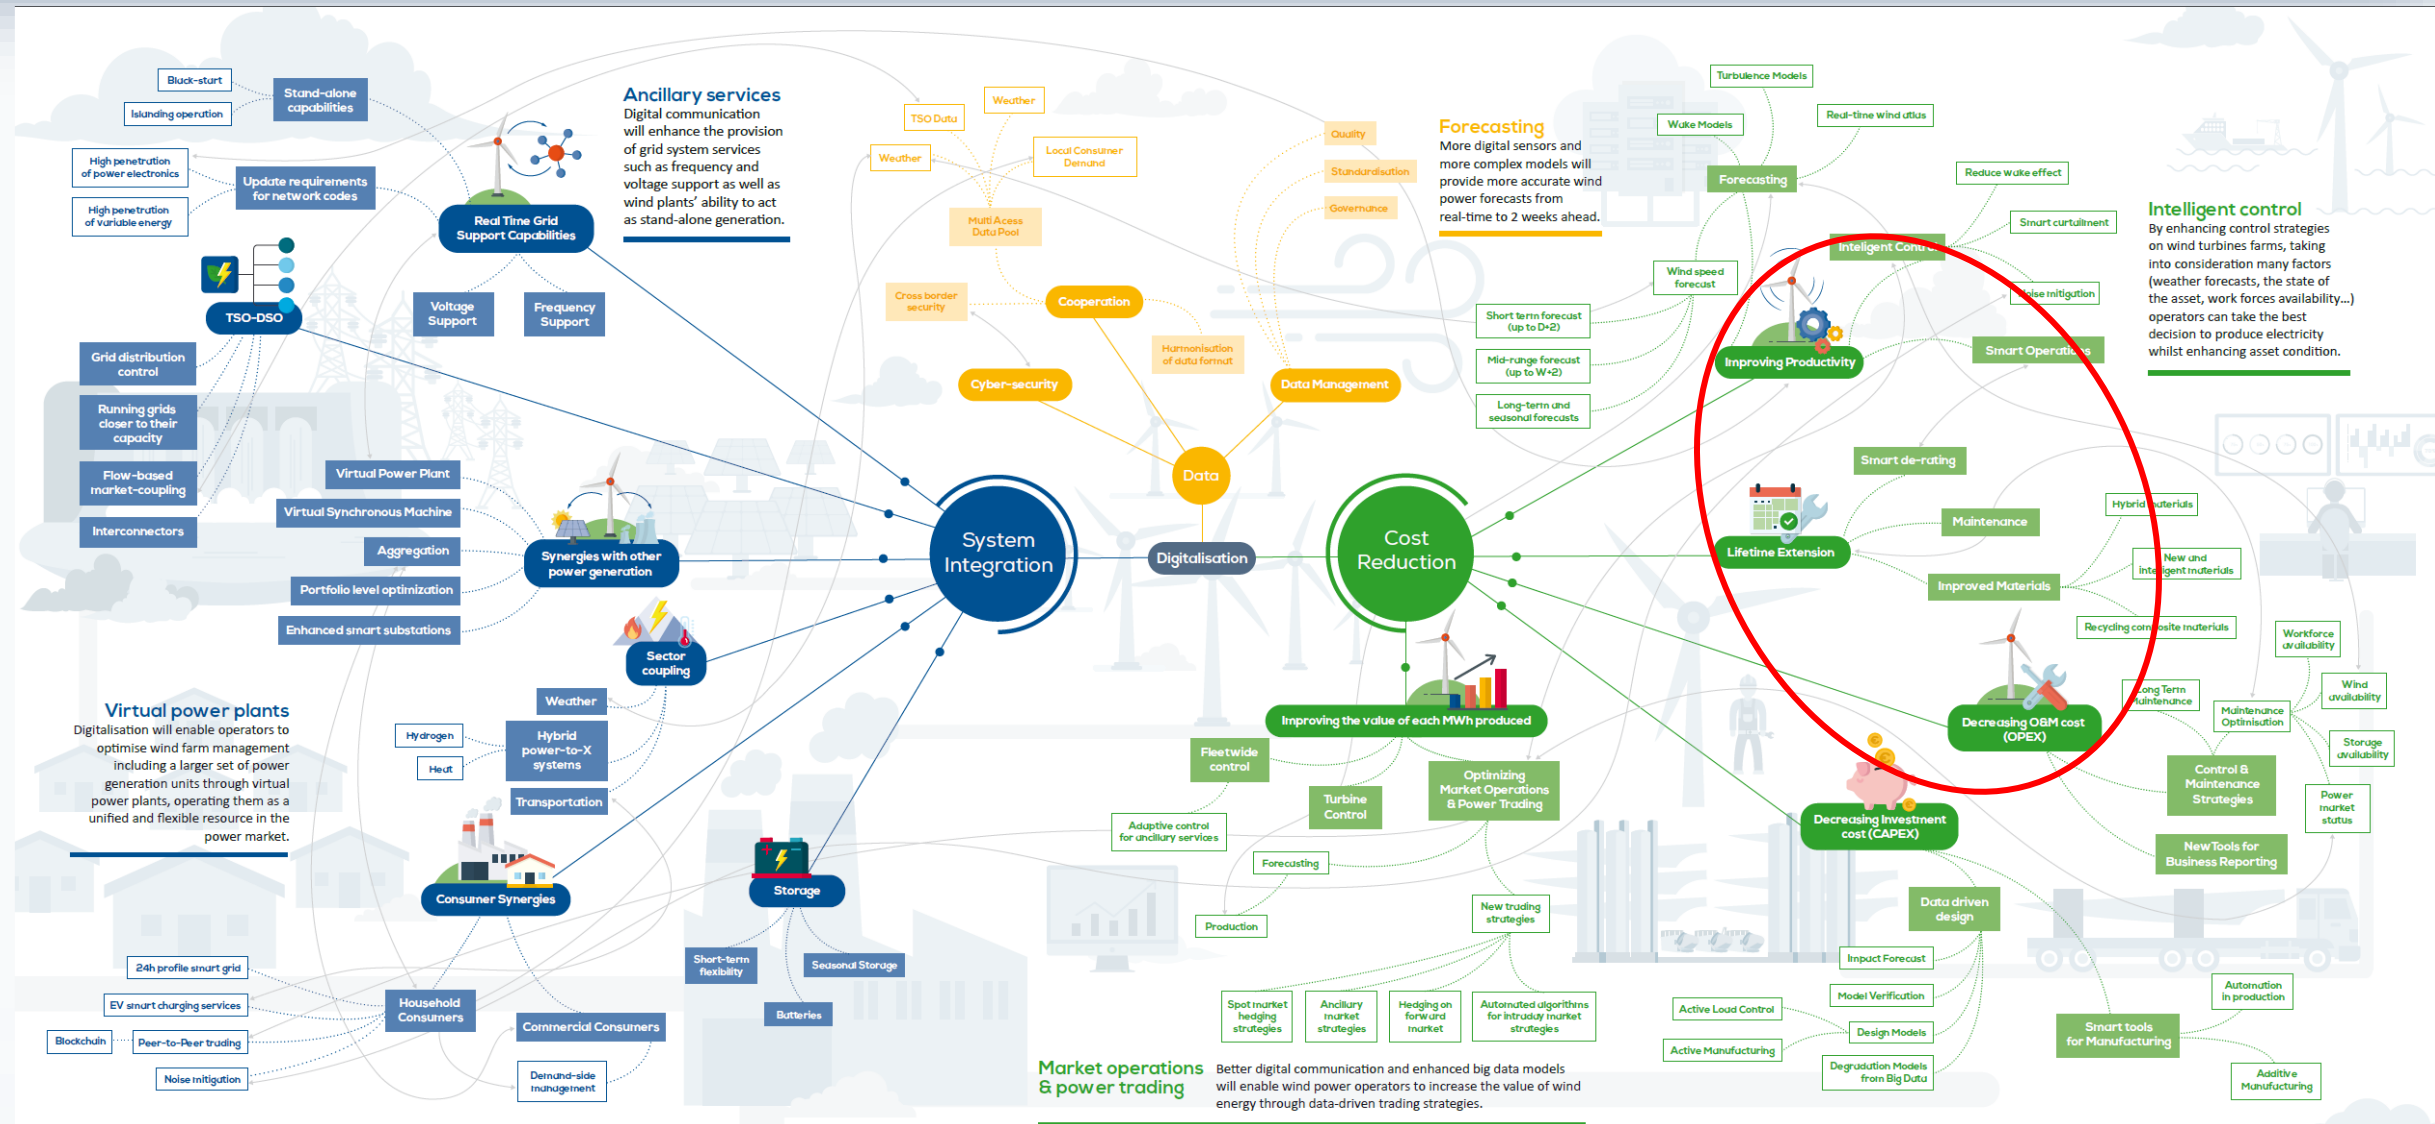 Black-start
Islanding operation
Stand-alone
capabilities
High penetration
of power electronics
High penetration
of variable energy
Update requirements
for network codes
Real Time Grid
Support Capabilities
Voltage
Support
Frequency
Support
Ancillary services
Digital communication
will enhance the provision
of grid system services
such as frequency and
voltage support as well as
wind plants' ability to act
as stand-alone generation.
TSO-DSO
Grid distribution
control
Running grids
closer to their
capacity
Flow-based
market-coupling
Interconnectors
Virtual Power Plant
Virtual Synchronous Machine
Aggregation
Portfolio level optimization
Enhanced smart substations
Synergies with other
power generation
Sector
coupling
Weather
Hydrogen
Heat
Hybrid
power-to-X
systems
Transportation
Virtual power plants
Digitalisation will enable operators to
optimise wind farm management
including a larger set of power
generation units through virtual
power plants, operating them as a
unified and flexible resource in the
power market.
Consumer Synergies
24h profile smart grid
EV smart charging services
Blockchain
Peer-to-Peer trading
Noise mitigation
Household
Consumers
Commercial Consumers
Demand-side
management
Storage
Short-term
flexibility
Seasonal Storage
Batteries
System
Integration
Digitalisation
Data
TSO Data
Weather
Weather
Local Consumer
Demand
Multi Acess
Data Pool
Cross border
security
Cooperation
Harmonisation
of data format
Cyber-security
Data Management
Quality
Standardisation
Governance
Cost
Reduction
Forecasting
More digital sensors and
more complex models will
provide more accurate wind
power forecasts from
real-time to 2 weeks ahead.
Turbulence Models
Wake Models
Real-time wind atlas
Forecasting
Wind speed
forecast
Short term forecast
(up to D+2)
Mid-range forecast
(up to W+2)
Long-term and
seasonal forecasts
Reduce wake effect
Smart curtailment
Inteligent Control
Noise mitigation
Smart Operations
Improving Productivity
Intelligent control
By enhancing control strategies
on wind turbines farms, taking
into consideration many factors
(weather forecasts, the state of
the asset, work forces availability...)
operators can take the best
decision to produce electricity
whilst enhancing asset condition.
Smart de-rating
Maintenance
Lifetime Extension
Improved Materials
Hybrid materials
New and
intelligent materials
Recycling composite materials
Decreasing O&M cost
(OPEX)
Long Term
Maintenance
Maintenance
Optimisation
Workforce
availability
Wind
availability
Storage
availability
Power
market
status
Control &
Maintenance
Strategies
New Tools for
Business Reporting
Decreasing Investment
cost (CAPEX)
Data driven
design
Impact Forecast
Model Verification
Active Load Control
Design Models
Active Manufacturing
Degradation Models
from Big Data
Smart tools
for Manufacturing
Automation
in production
Additive
Manufacturing
Improving the value of each MWh produced
Fleetwide
control
Turbine
Control
Optimizing
Market Operations
& Power Trading
Adaptive control
for ancillary services
Forecasting
Production
New trading
strategies
Spot market
hedging
strategies
Ancillary
market
strategies
Hedging on
forward
market
Automated algorithms
for intraday market
strategies
Market operations
& power trading
Better digital communication and enhanced big data models
will enable wind power operators to increase the value of wind
energy through data-driven trading strategies.